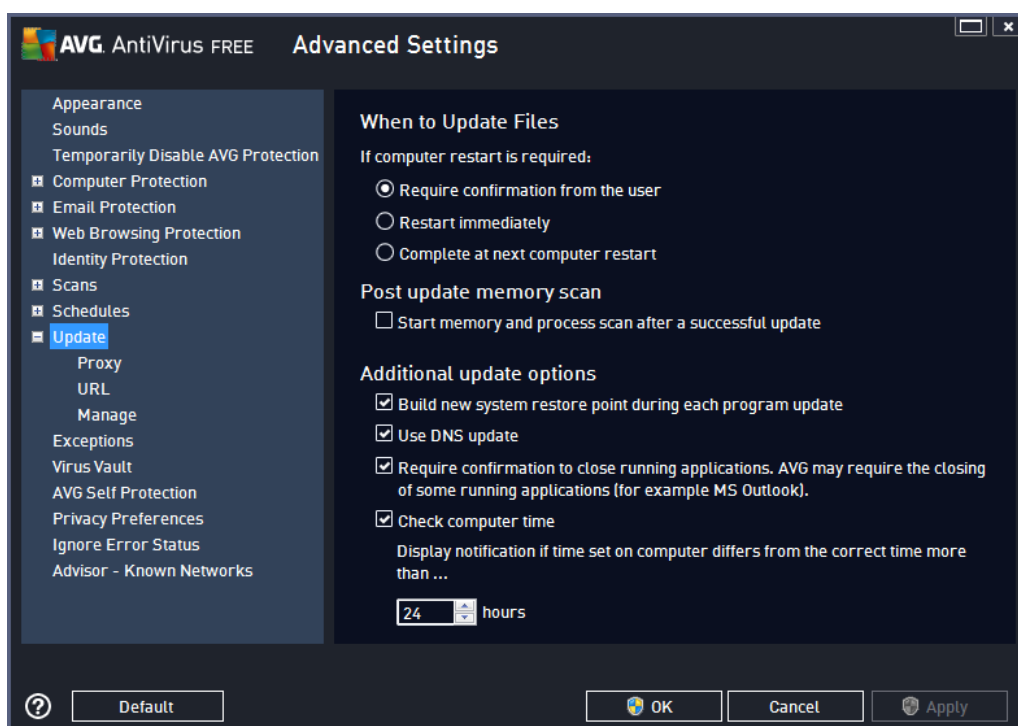 AVG. AntiVirus FREE Advanced Settings
Appearance
Sounds
Temporarily Disable AVG Protection
Computer Protection
Email Protection
Web Browsing Protection
Identity Protection
Scans
Schedules
Update
Proxy
URL
Manage
Exceptions
Virus Vault
AVG Self Protection
Privacy Preferences
Ignore Error Status
Advisor - Known Networks
When to Update Files
If computer restart is required:
Require confirmation from the user
Restart immediately
Complete at next computer restart
Post update memory scan
Start memory and process scan after a successful update
Additional update options
Build new system restore point during each program update
Use DNS update
Require confirmation to close running applications. AVG may require the closing
of some running applications (for example MS Outlook).
Check computer time
Display notification if time set on computer differs from the correct time more
than ...
24 hours
? Default OK Cancel Apply